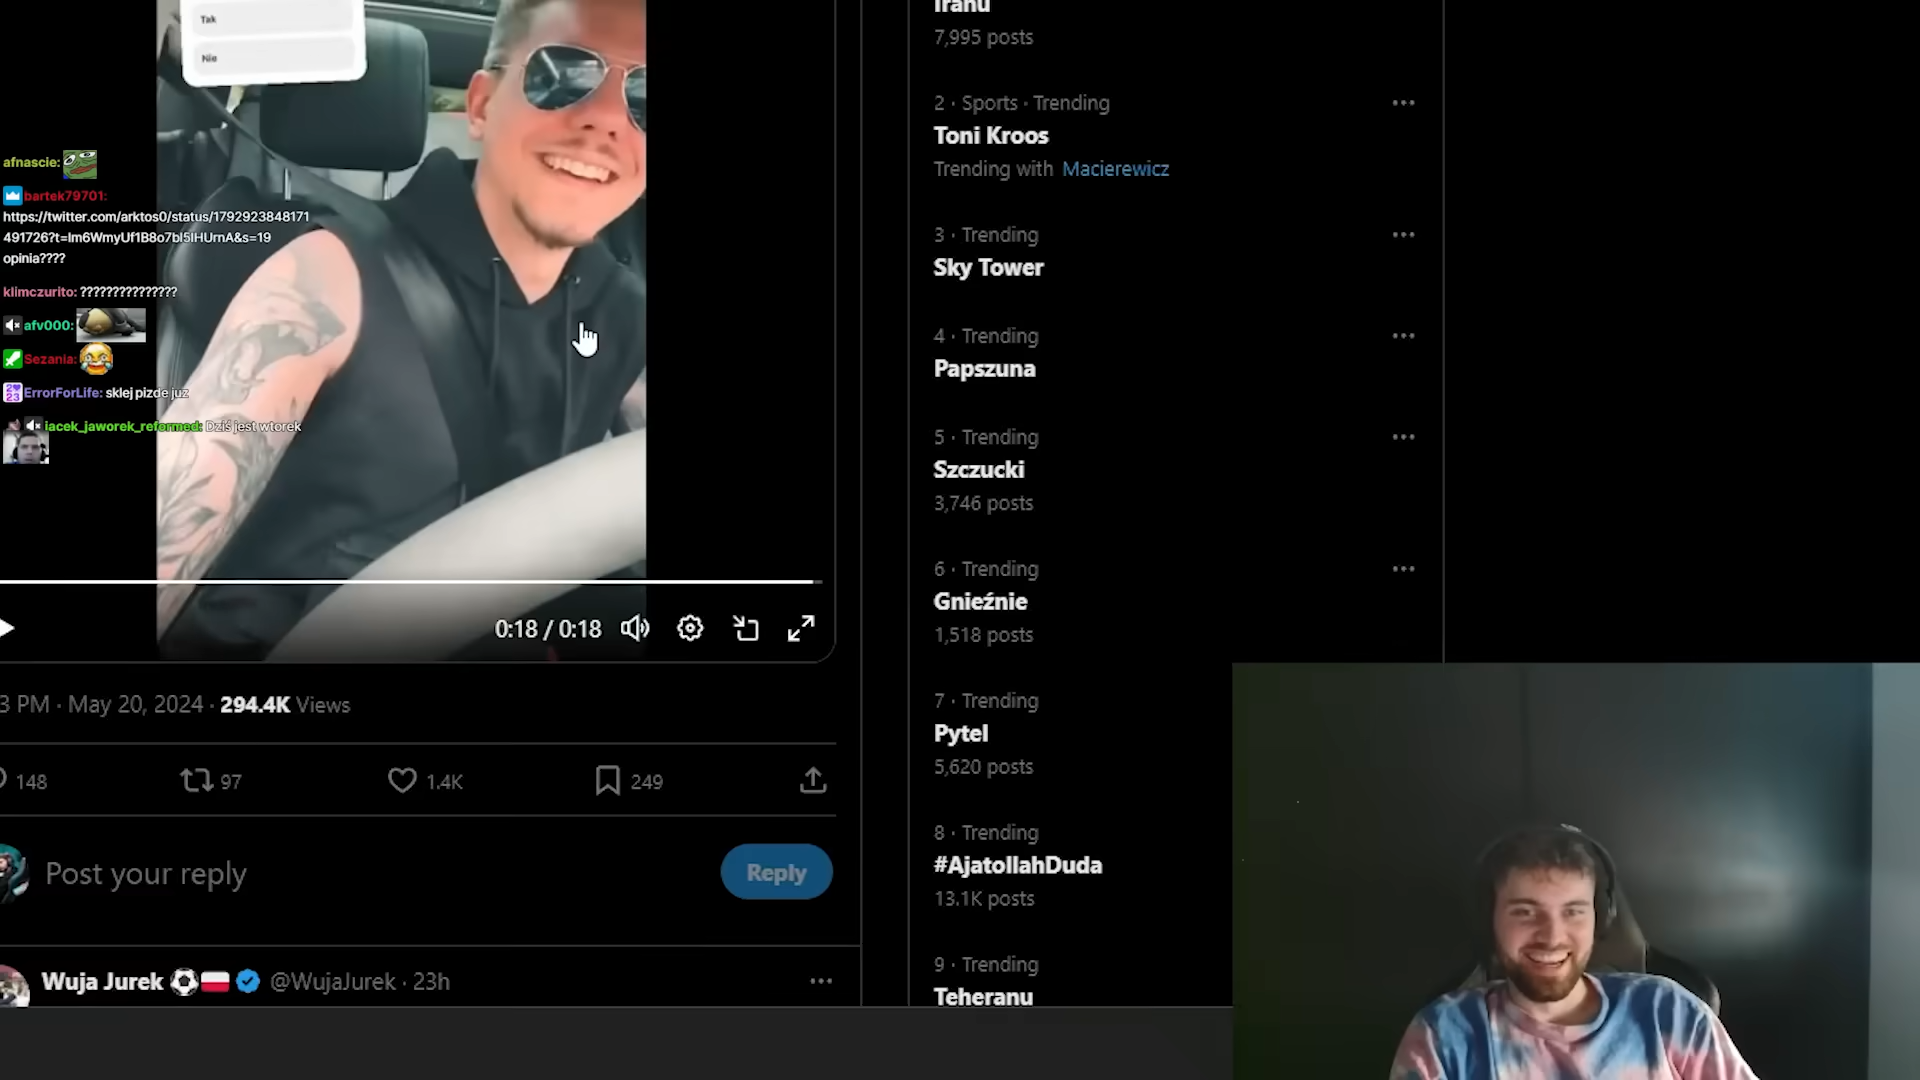 Tak
Nie
afnascie:
bartek79701:
https://twitter.com/arktos0/status/1792923848171
491726?t=Im6WmyUf1B8o7bI5IHUrnA&s=19
opinia????
klimczurito: ???????????????
afv000:
Sezania:
ErrorForLife: sklej pizde juz
jacek_jaworek_reformed: Dziś jest wtorek
0:18 / 0:18
3 PM · May 20, 2024 · 294.4K Views
148
97
1.4K
249
Post your reply
Reply
Wuja Jurek @WujaJurek · 23h
Iranu
7,995 posts
2 · Sports · Trending
Toni Kroos
Trending with Macierewicz
3 · Trending
Sky Tower
4 · Trending
Papszuna
5 · Trending
Szczucki
3,746 posts
6 · Trending
Gnieźnie
1,518 posts
7 · Trending
Pytel
5,620 posts
8 · Trending
#AjatollahDuda
13.1K posts
9 · Trending
Teheranu